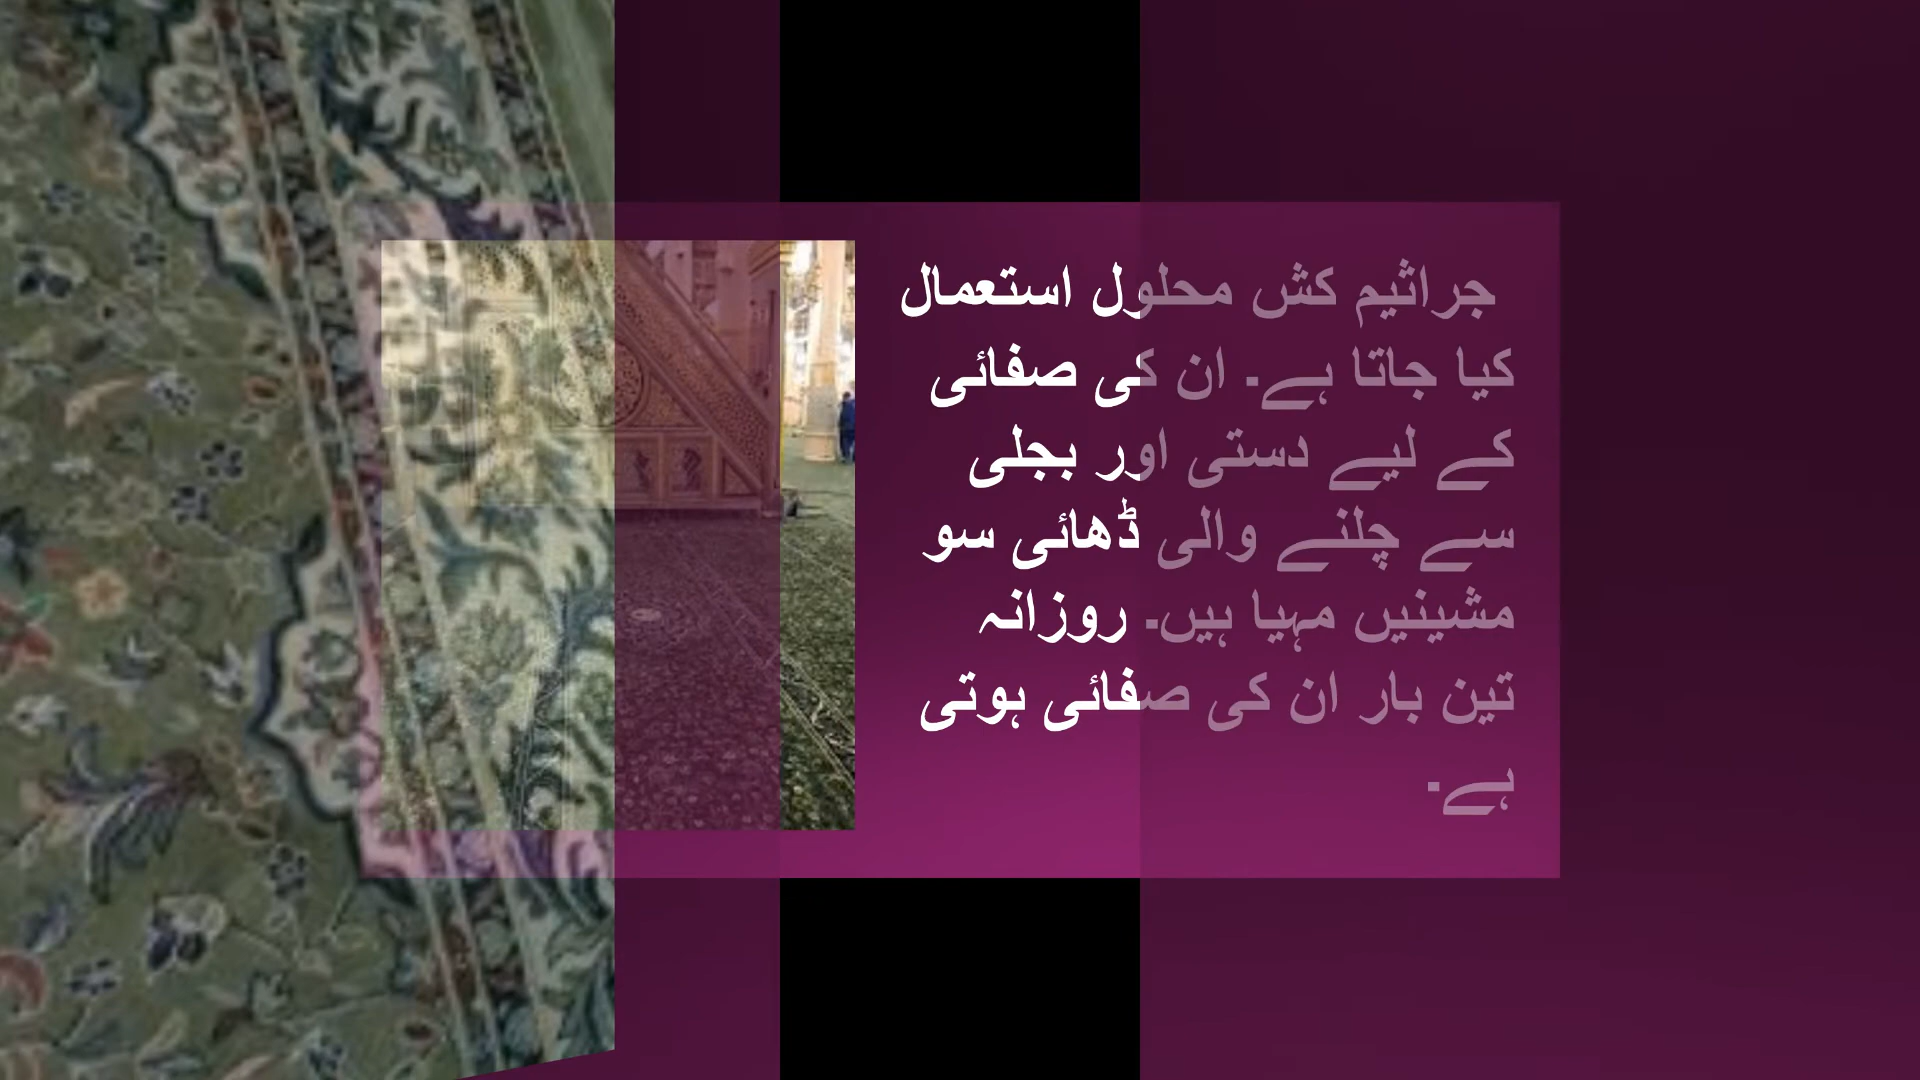 جراثیم کش محلول استعمال
کیا جاتا ہے۔ ان کی صفائی
کے لیے دستی اور بجلی
سے چلنے والی ڈھائی سو
مشینیں مہیا ہیں۔ روزانہ
تین بار ان کی صفائی ہوتی
ہے۔